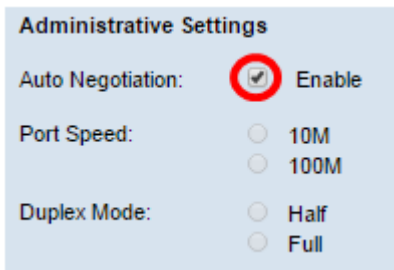 Administrative Settings
Auto Negotiation: Enable
Port Speed: 10M
100M
Duplex Mode: Half
Full